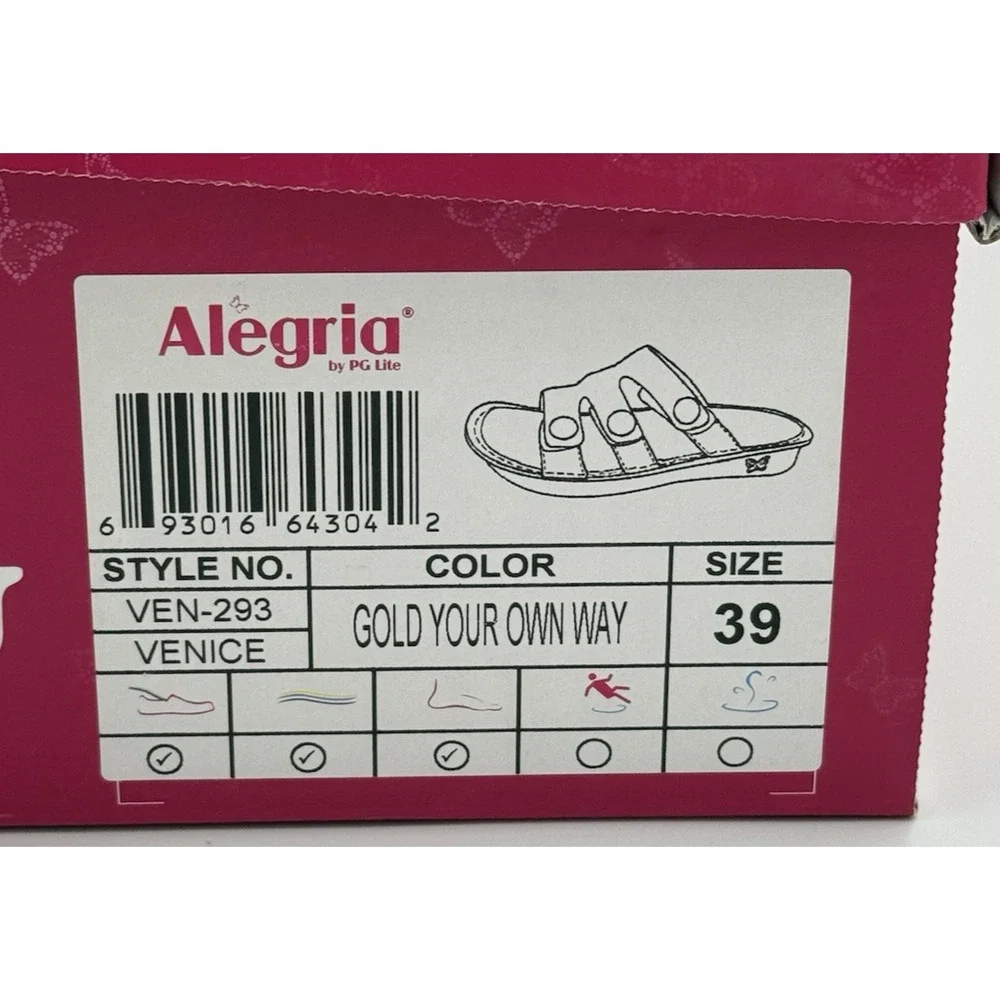 Alegria®
by PG Lite
6 93016 64304 2
STYLE NO. COLOR SIZE
VEN-293 GOLD YOUR OWN WAY 39
VENICE